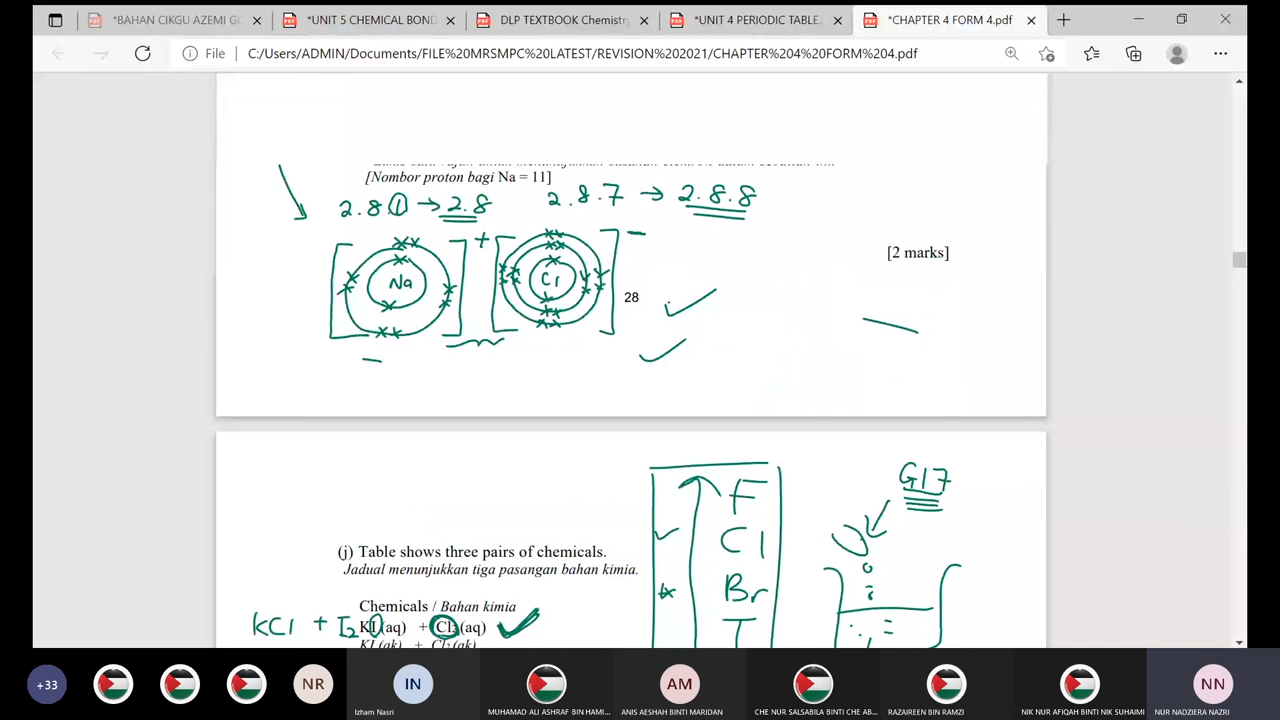 *BAHAN CIKGU AZEMI G
*UNIT 5 CHEMICAL BOND
DLP TEXTBOOK Chemistry
*UNIT 4 PERIODIC TABLE
*CHAPTER 4 FORM 4.pdf
File
C:/Users/ADMIN/Documents/FILE%20MRSMPC%20LATEST/REVISION%202021/CHAPTER%204%20FORM%204.pdf
[Nombor proton bagi Na = 11]
2.8.1 → 2.8
2.8.7 → 2.8.8
[2 marks]
Na
+
Cl
−
28
G17
F
Cl
Br
I
(j) Table shows three pairs of chemicals.
Jadual menunjukkan tiga pasangan bahan kimia.
Chemicals / Bahan kimia
KCl + I2
KI (aq) + Cl2 (aq)
KI (ak) + Cl2 (ak)
+33
NR
IN
AM
NN
Izham Nasri
MUHAMAD ALI ASHRAF BIN HAMI...
ANIS AEESHAH BINTI MARIDAN
CHE NUR SALSABILA BINTI CHE AB...
RAZAIREEN BIN RAMZI
NIK NUR AFIQAH BINTI NIK SUHAIMI
NUR NADZIERA NAZRI